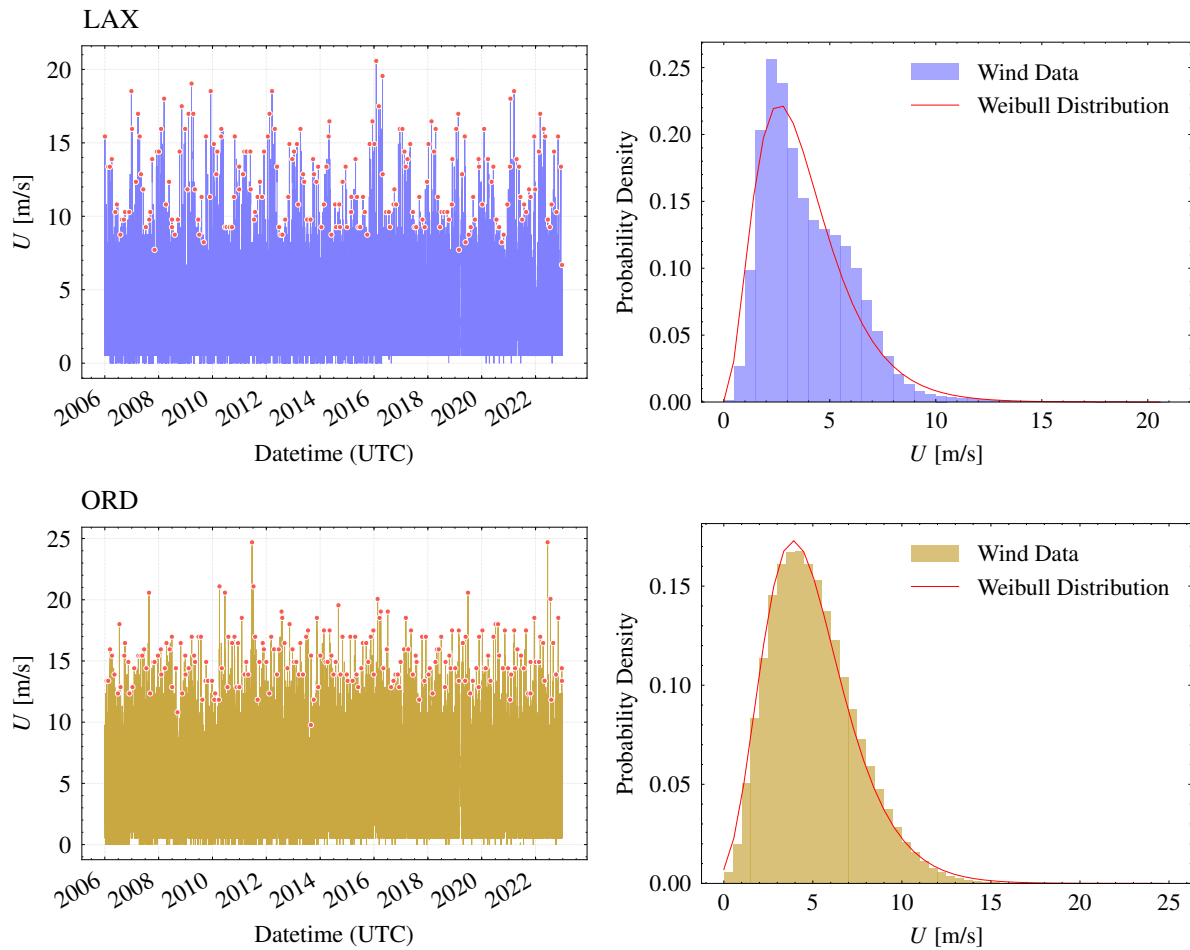 LAX
20
15
10
5
0
U [m/s]
2006 2008 2010 2012 2014 2016 2018 2020 2022
Datetime (UTC)
0.25
0.20
0.15
0.10
0.05
0.00
Probability Density
Wind Data
Weibull Distribution
0 5 10 15 20
U [m/s]
ORD
25
20
15
10
5
0
U [m/s]
2006 2008 2010 2012 2014 2016 2018 2020 2022
Datetime (UTC)
0.15
0.10
0.05
0.00
Probability Density
Wind Data
Weibull Distribution
0 5 10 15 20 25
U [m/s]